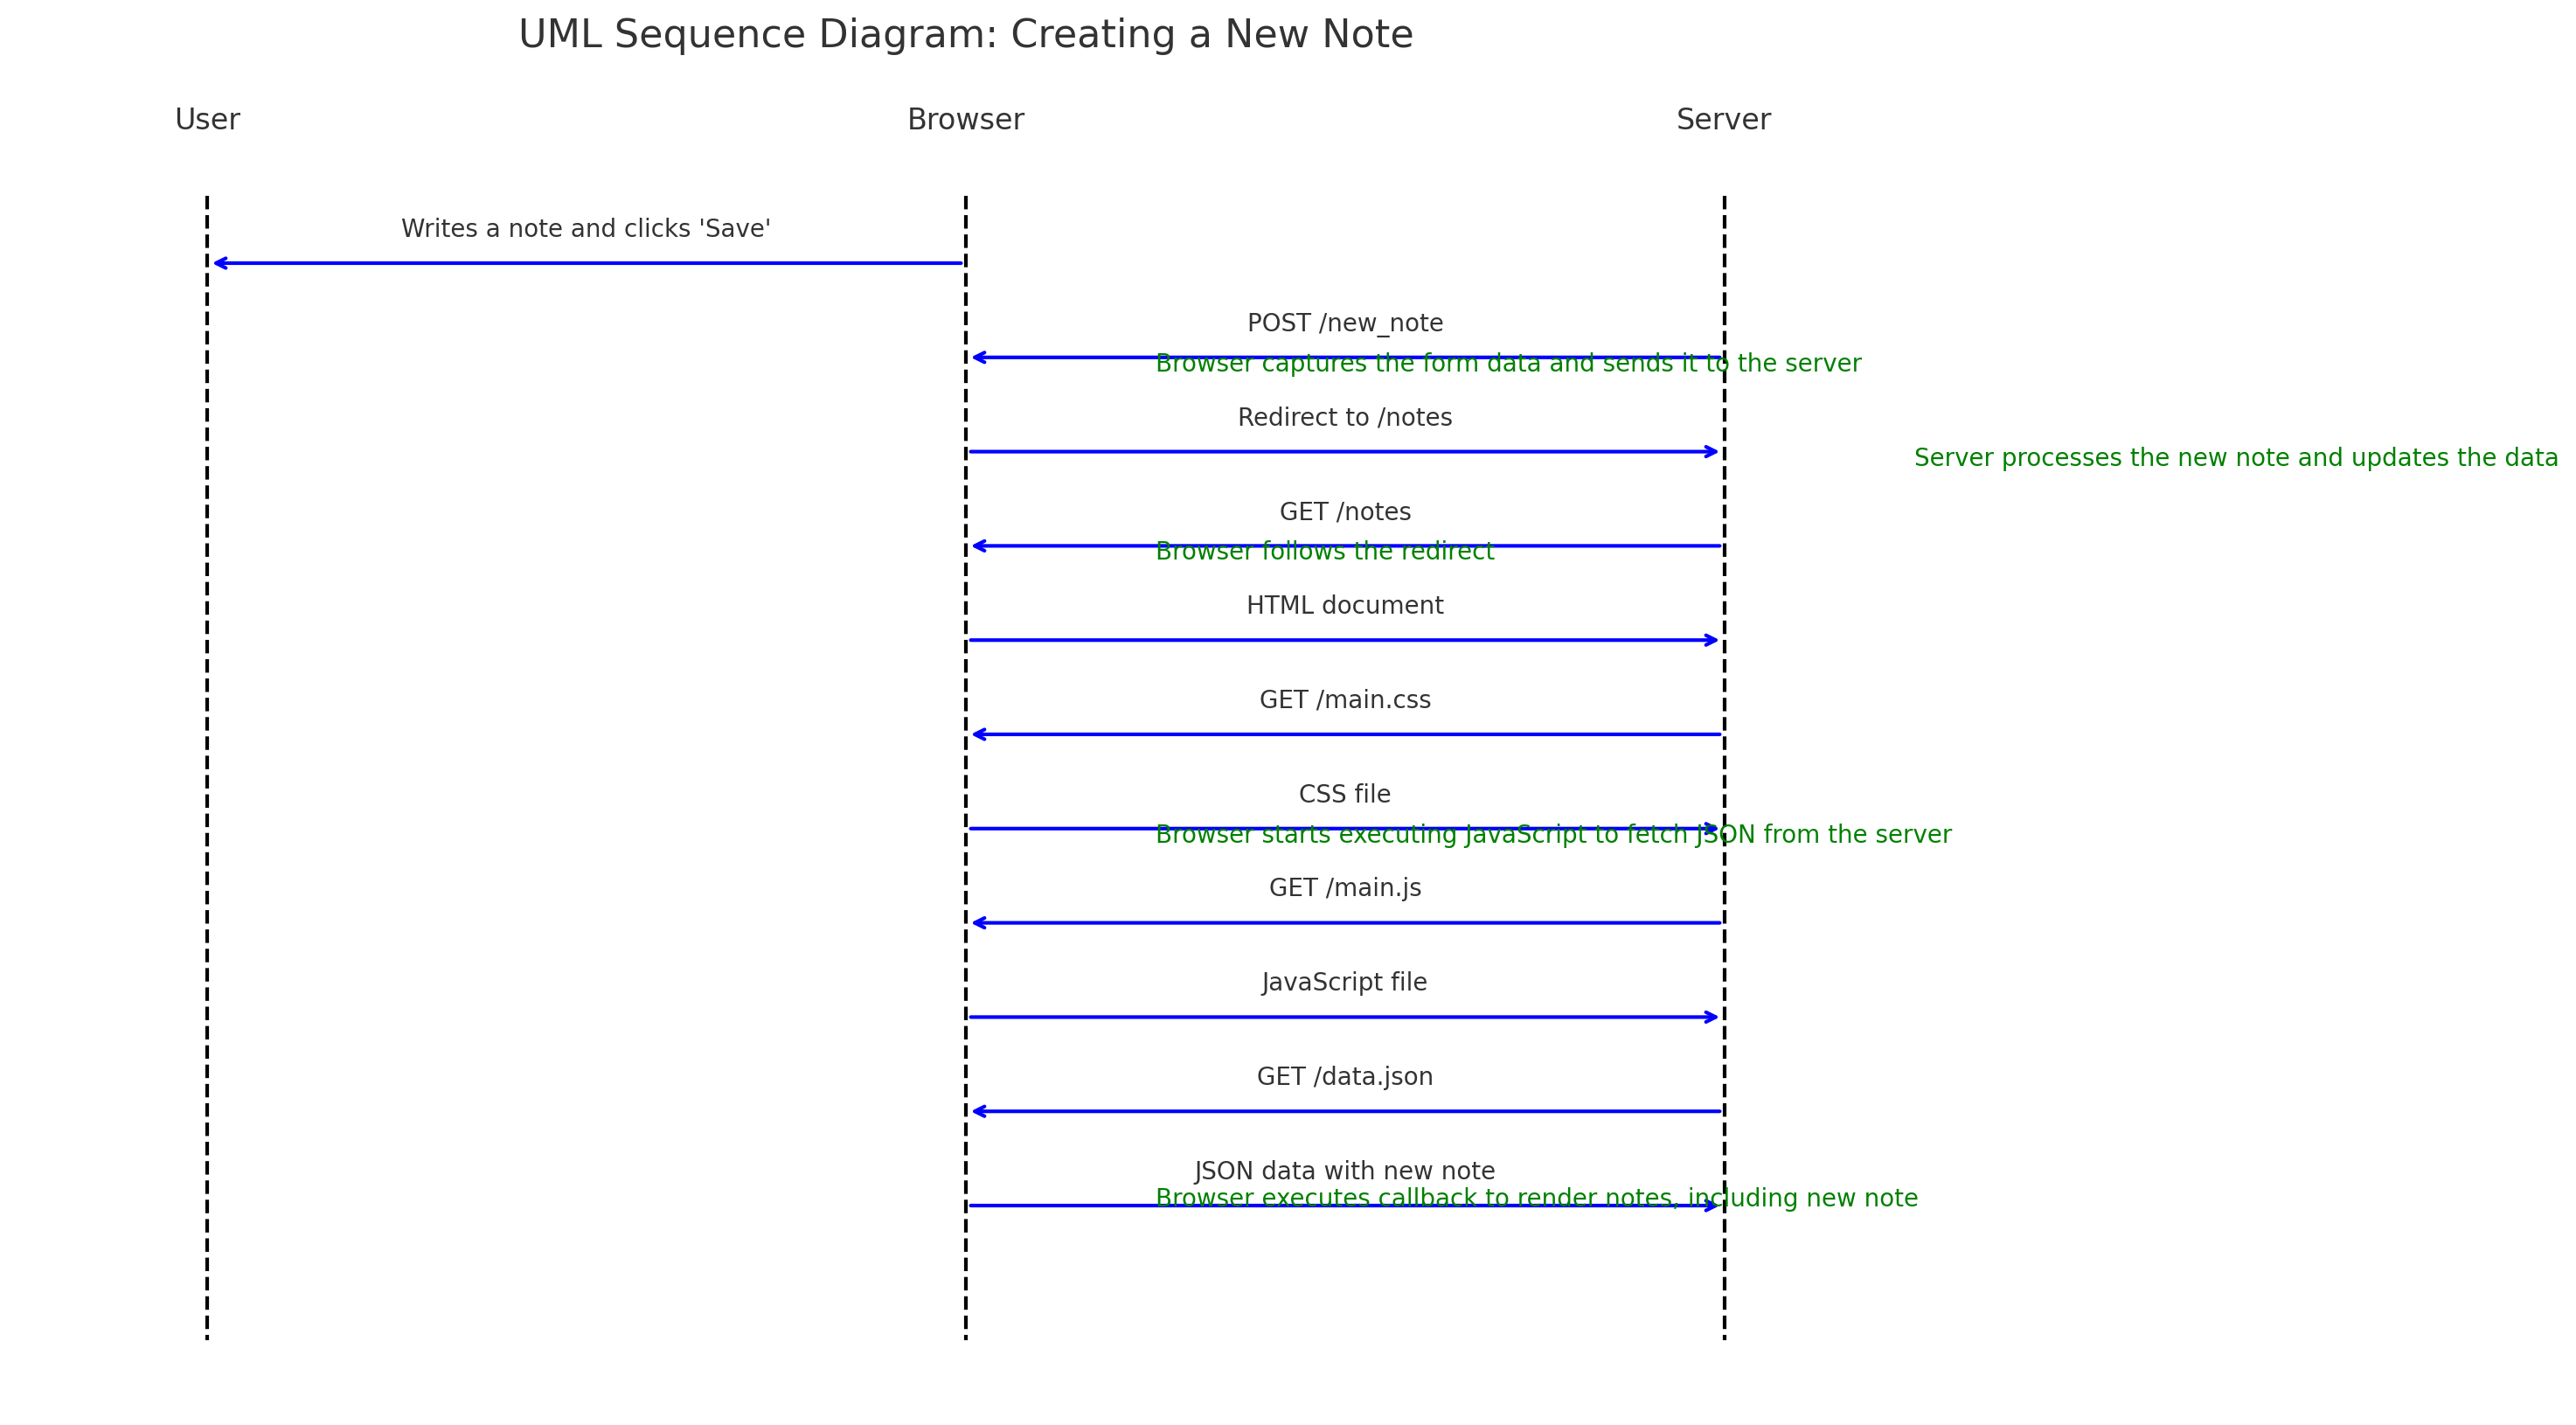 UML Sequence Diagram: Creating a New Note
User
Browser
Server
Writes a note and clicks 'Save'
POST /new_note
Browser captures the form data and sends it to the server
Redirect to /notes
Server processes the new note and updates the data
GET /notes
Browser follows the redirect
HTML document
GET /main.css
CSS file
Browser starts executing JavaScript to fetch JSON from the server
GET /main.js
JavaScript file
GET /data.json
JSON data with new note
Browser executes callback to render notes, including new note